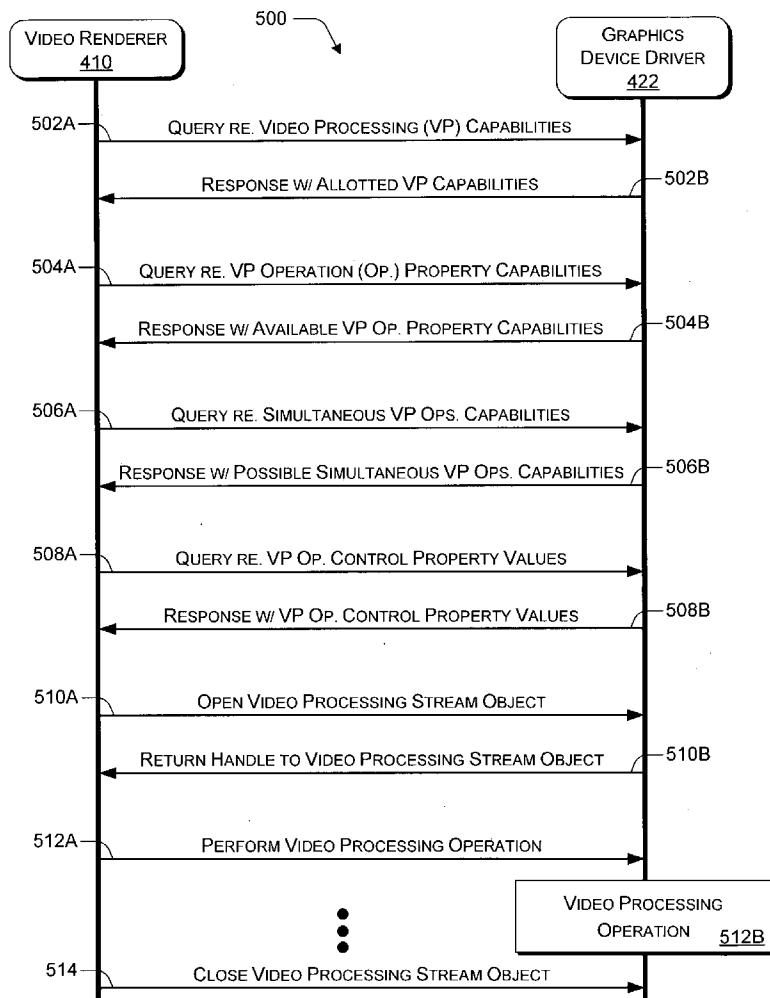 500
VIDEO RENDERER
410
GRAPHICS
DEVICE DRIVER
422
502A
QUERY RE. VIDEO PROCESSING (VP) CAPABILITIES
RESPONSE W/ ALLOTTED VP CAPABILITIES
502B
504A
QUERY RE. VP OPERATION (OP.) PROPERTY CAPABILITIES
RESPONSE W/ AVAILABLE VP OP. PROPERTY CAPABILITIES
504B
506A
QUERY RE. SIMULTANEOUS VP OPS. CAPABILITIES
RESPONSE W/ POSSIBLE SIMULTANEOUS VP OPS. CAPABILITIES
506B
508A
QUERY RE. VP OP. CONTROL PROPERTY VALUES
RESPONSE W/ VP OP. CONTROL PROPERTY VALUES
508B
510A
OPEN VIDEO PROCESSING STREAM OBJECT
RETURN HANDLE TO VIDEO PROCESSING STREAM OBJECT
510B
512A
PERFORM VIDEO PROCESSING OPERATION
VIDEO PROCESSING
OPERATION
512B
514
CLOSE VIDEO PROCESSING STREAM OBJECT